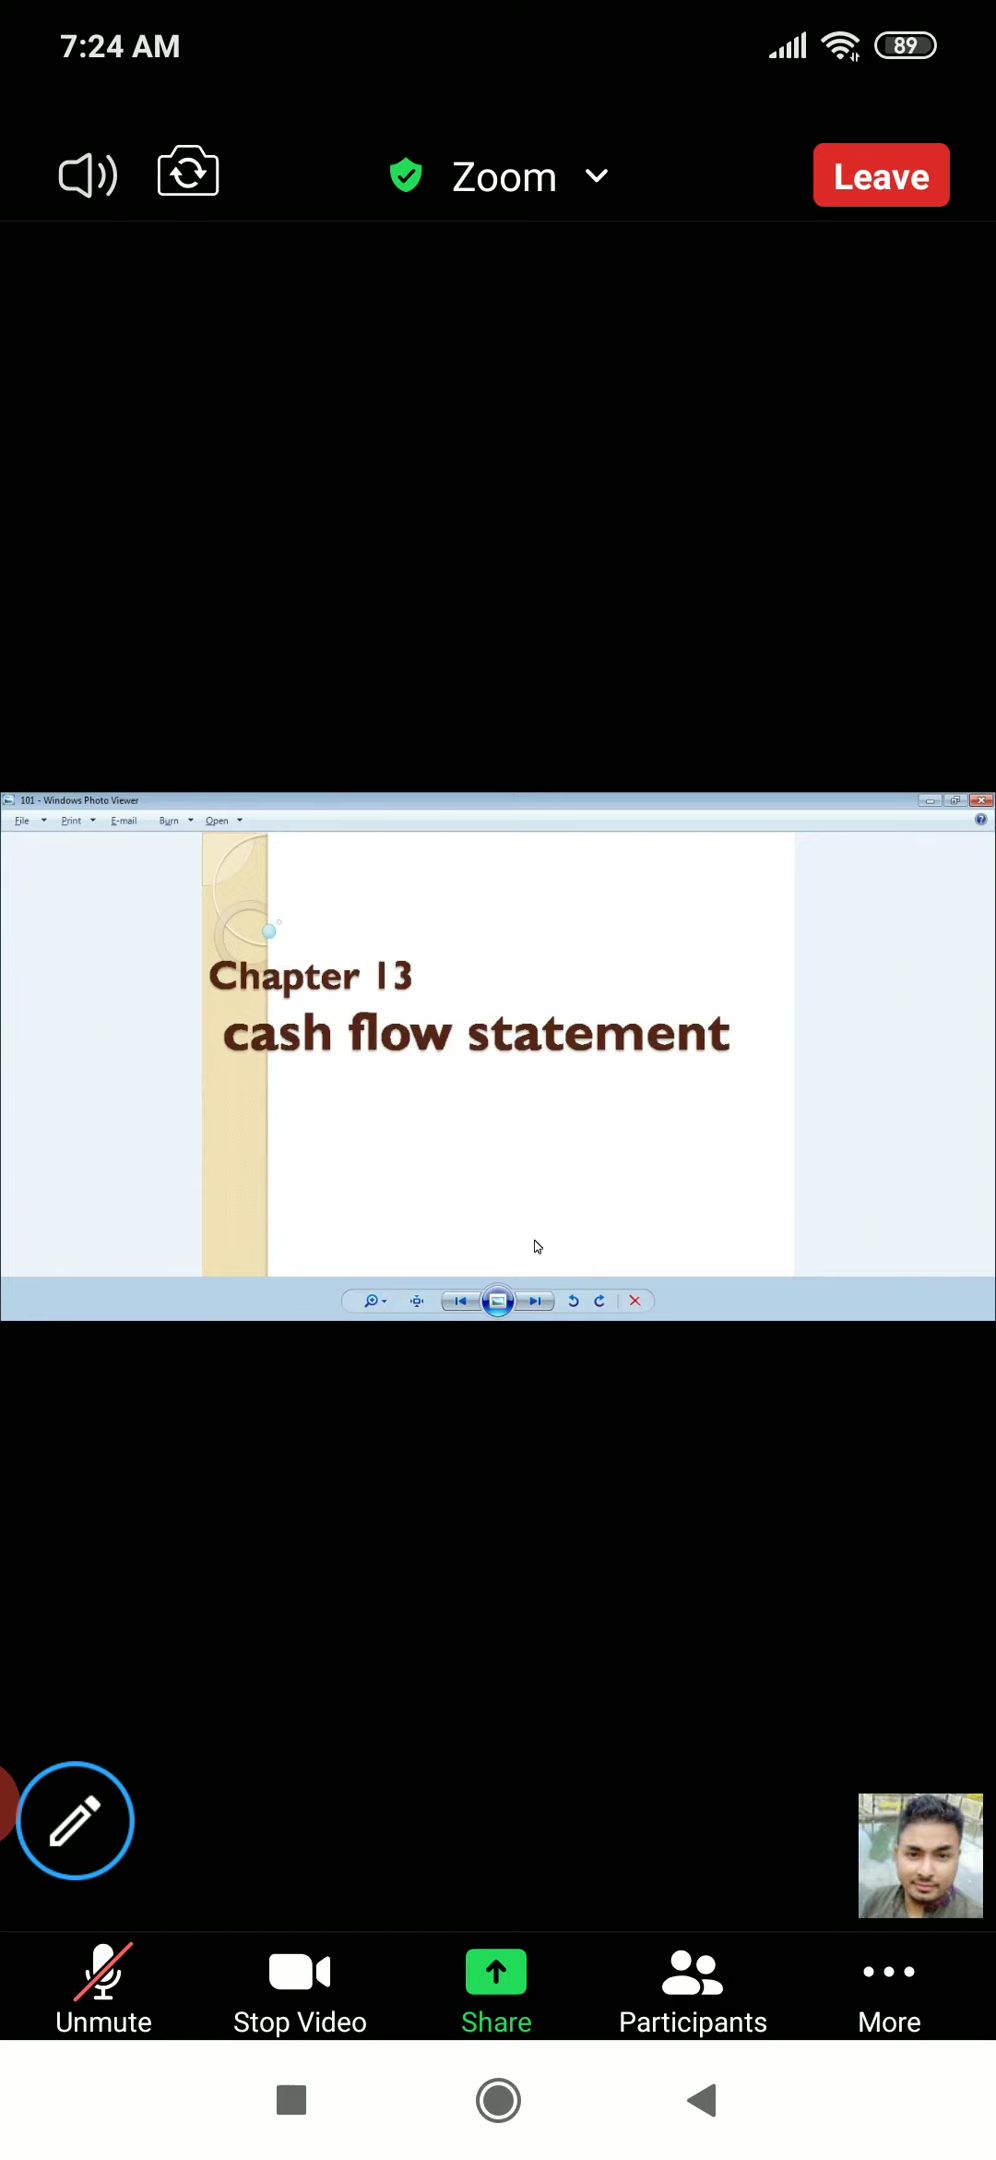 7:24 AM
89
Zoom
Leave
101 - Windows Photo Viewer
File Print E-mail Burn Open
Chapter 13
cash flow statement
Unmute Stop Video Share Participants More